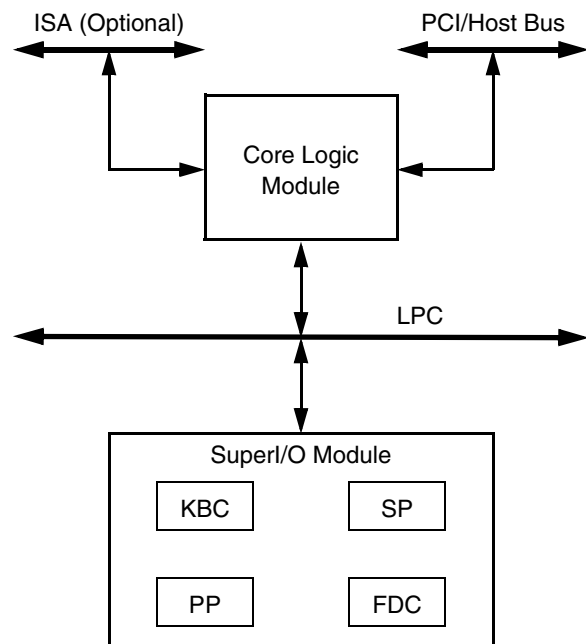 ISA (Optional)
PCI/Host Bus
Core Logic
Module
LPC
SuperI/O Module
KBC
SP
PP
FDC